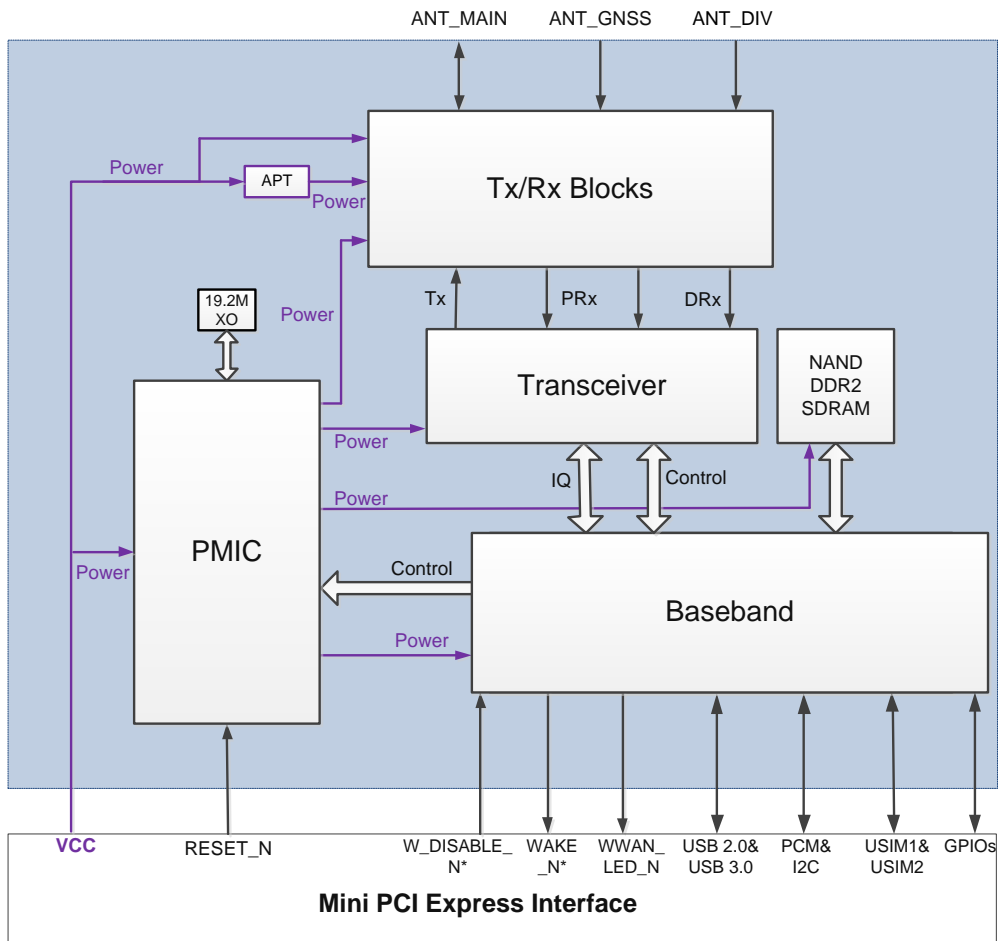 ANT_MAIN
ANT_GNSS
ANT_DIV
Tx/Rx Blocks
Power
APT
Power
Tx
PRx
DRx
19.2M
XO
Power
Transceiver
NAND
DDR2
SDRAM
Power
IQ
Control
Power
PMIC
Power
Control
Baseband
Power
VCC
RESET_N
W_DISABLE_
N*
WAKE
_N*
WWAN_
LED_N
USB 2.0&
USB 3.0
PCM&
I2C
USIM1&
USIM2
GPIOs
Mini PCI Express Interface